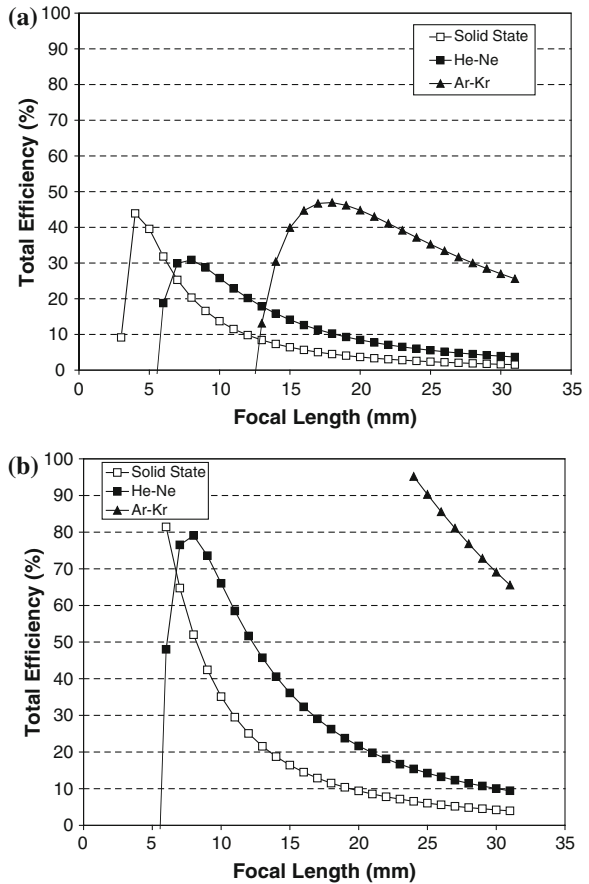 (a)
100
90
80
70
60
50
40
30
20
10
0
Total Efficiency (%)
Solid State
He-Ne
Ar-Kr
0 5 10 15 20 25 30 35
Focal Length (mm)
(b)
100
90
80
70
60
50
40
30
20
10
0
Total Efficiency (%)
Solid State
He-Ne
Ar-Kr
0 5 10 15 20 25 30 35
Focal Length (mm)